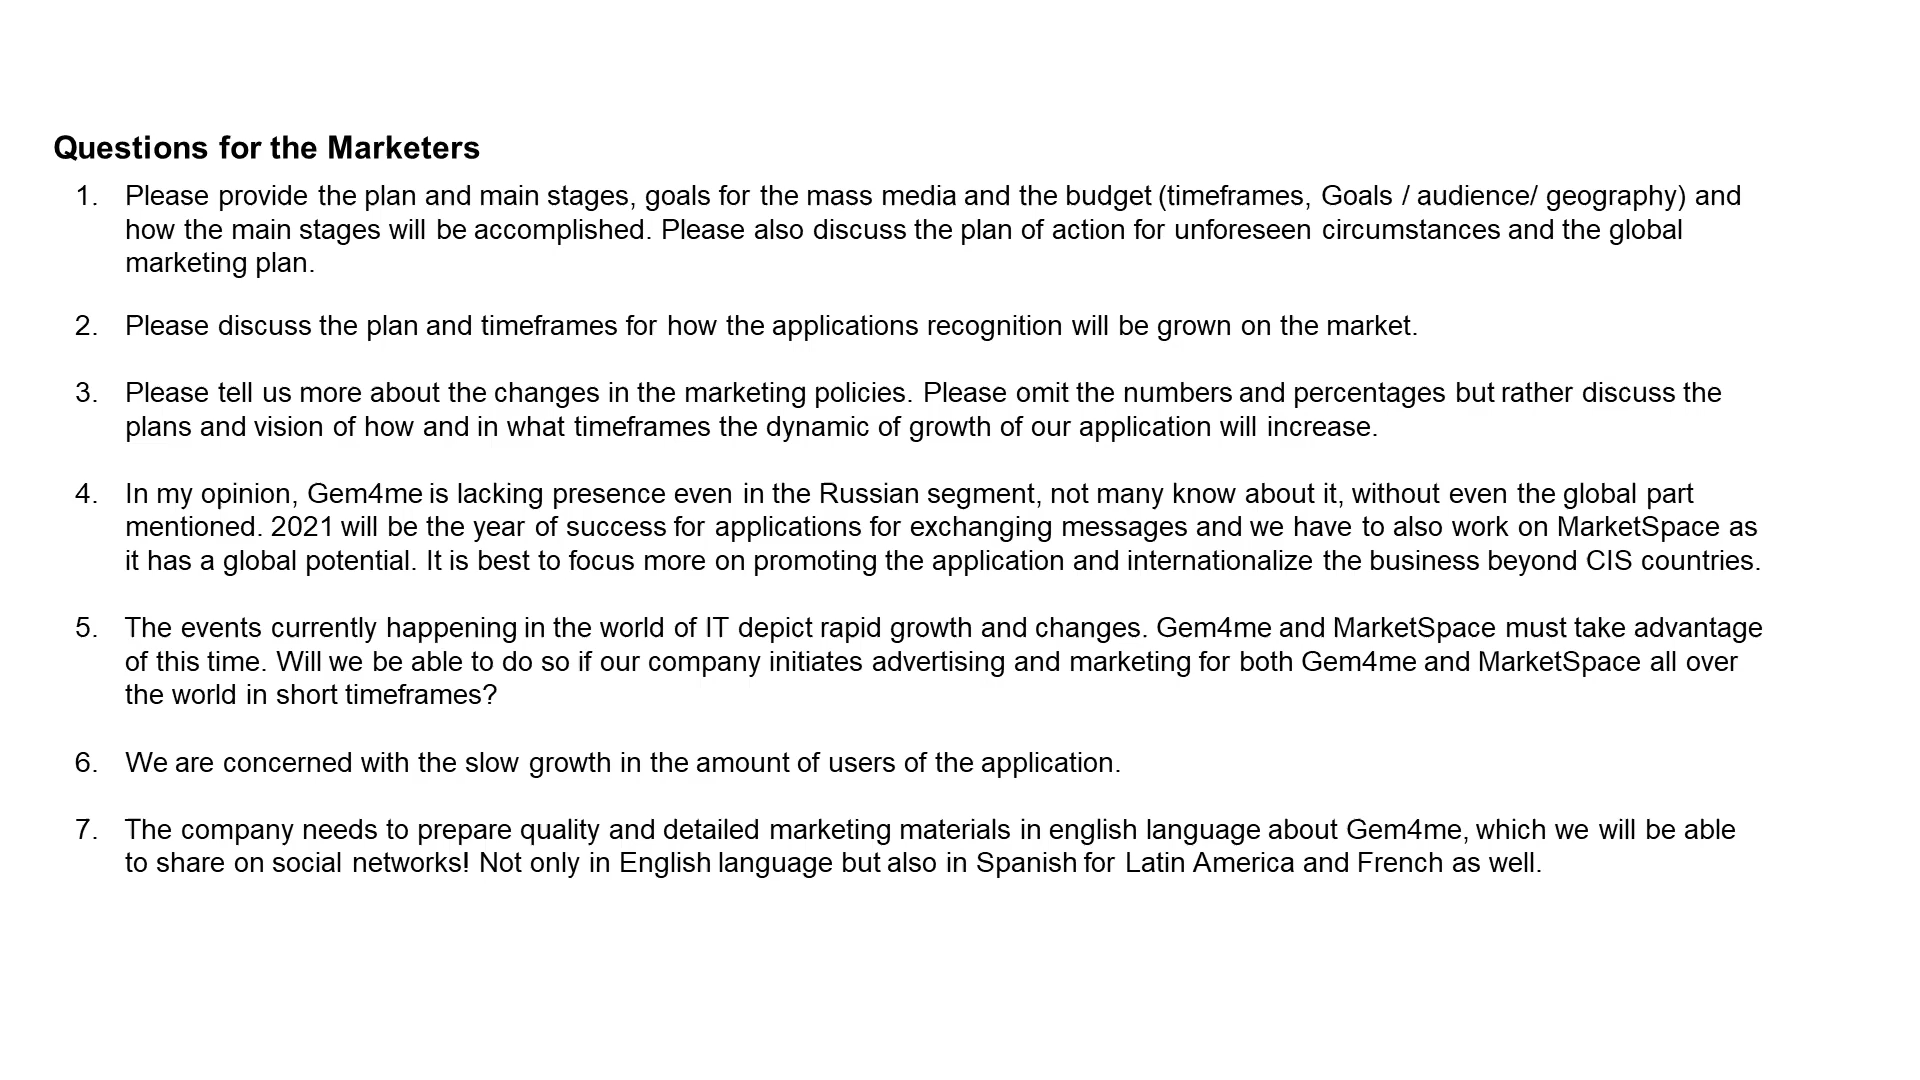 Questions for the Marketers
1. Please provide the plan and main stages, goals for the mass media and the budget (timeframes, Goals / audience/ geography) and
how the main stages will be accomplished. Please also discuss the plan of action for unforeseen circumstances and the global
marketing plan.
2. Please discuss the plan and timeframes for how the applications recognition will be grown on the market.
3. Please tell us more about the changes in the marketing policies. Please omit the numbers and percentages but rather discuss the
plans and vision of how and in what timeframes the dynamic of growth of our application will increase.
4. In my opinion, Gem4me is lacking presence even in the Russian segment, not many know about it, without even the global part
mentioned. 2021 will be the year of success for applications for exchanging messages and we have to also work on MarketSpace as
it has a global potential. It is best to focus more on promoting the application and internationalize the business beyond CIS countries.
5. The events currently happening in the world of IT depict rapid growth and changes. Gem4me and MarketSpace must take advantage
of this time. Will we be able to do so if our company initiates advertising and marketing for both Gem4me and MarketSpace all over
the world in short timeframes?
6. We are concerned with the slow growth in the amount of users of the application.
7. The company needs to prepare quality and detailed marketing materials in english language about Gem4me, which we will be able
to share on social networks! Not only in English language but also in Spanish for Latin America and French as well.